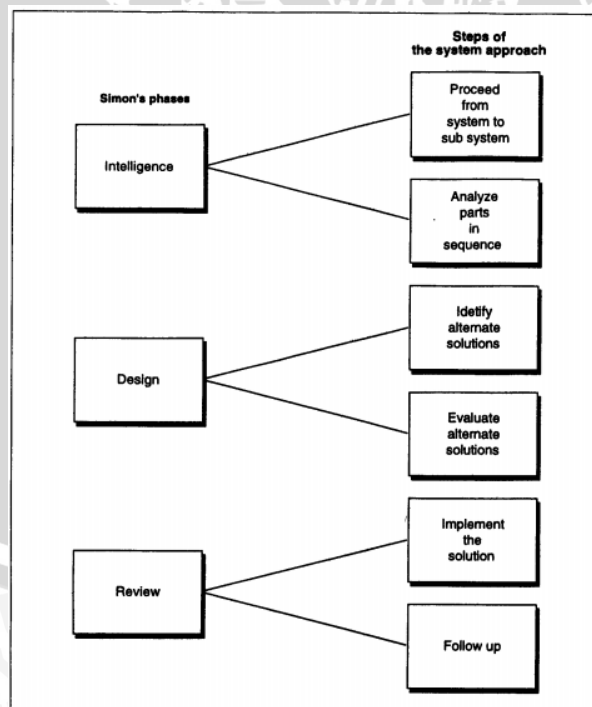 Steps of
the system approach
Simon's phases
Proceed
from
system to
sub system
Intelligence
Analyze
parts
in
sequence
Idetify
alternate
solutions
Design
Evaluate
alternate
solutions
Implement
the
solution
Review
Follow up